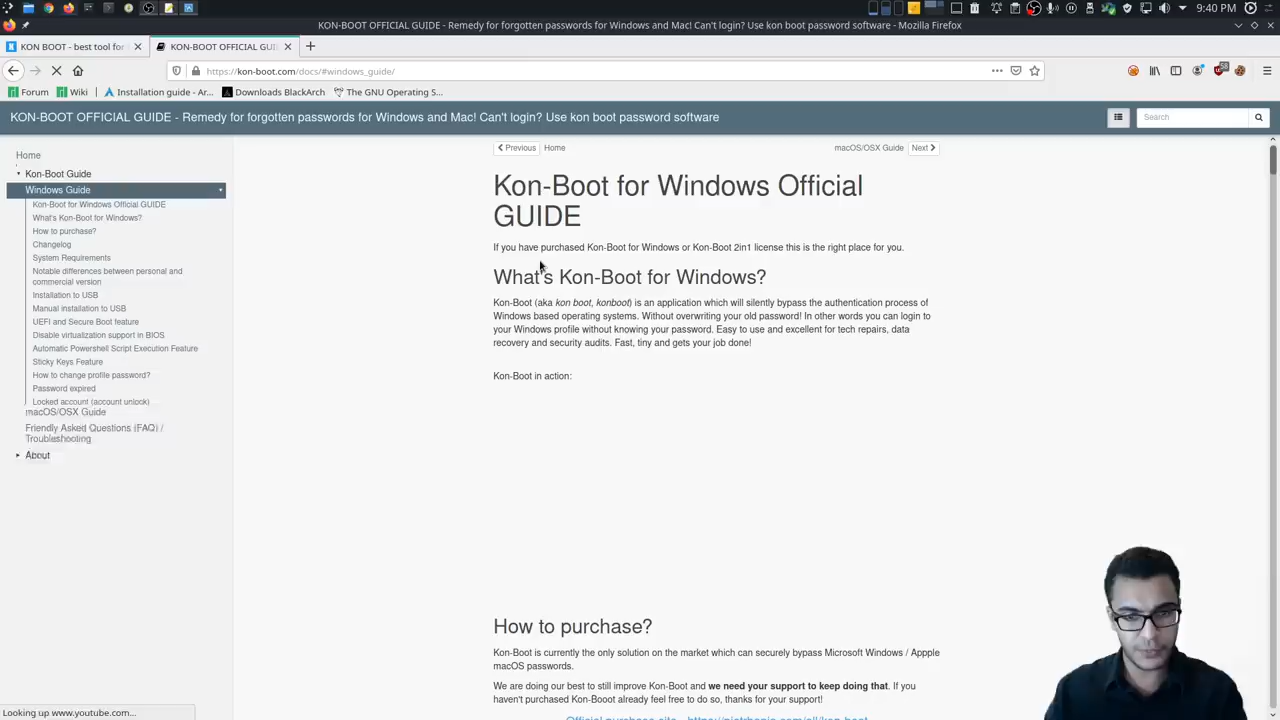 9:40 PM
KON-BOOT OFFICIAL GUIDE - Remedy for forgotten passwords for Windows and Mac! Can't login? Use kon boot password software - Mozilla Firefox
KON BOOT - best tool for
KON-BOOT OFFICIAL GUI
https://kon-boot.com/docs/#windows_guide/
Forum
Wiki
Installation guide - Ar...
Downloads BlackArch
The GNU Operating S...
KON-BOOT OFFICIAL GUIDE - Remedy for forgotten passwords for Windows and Mac! Can't login? Use kon boot password software
Search
Home
Kon-Boot Guide
Windows Guide
Kon-Boot for Windows Official GUIDE
What's Kon-Boot for Windows?
How to purchase?
Changelog
System Requirements
Notable differences between personal and
commercial version
Installation to USB
Manual installation to USB
UEFI and Secure Boot feature
Disable virtualization support in BIOS
Automatic Powershell Script Execution Feature
Sticky Keys Feature
How to change profile password?
Password expired
Locked account (account unlock)
macOS/OSX Guide
Friendly Asked Questions (FAQ) /
Troubleshooting
About
Previous Home
macOS/OSX Guide Next
Kon-Boot for Windows Official
GUIDE
If you have purchased Kon-Boot for Windows or Kon-Boot 2in1 license this is the right place for you.
What's Kon-Boot for Windows?
Kon-Boot (aka kon boot, konboot) is an application which will silently bypass the authentication process of
Windows based operating systems. Without overwriting your old password! In other words you can login to
your Windows profile without knowing your password. Easy to use and excellent for tech repairs, data
recovery and security audits. Fast, tiny and gets your job done!
Kon-Boot in action:
How to purchase?
Kon-Boot is currently the only solution on the market which can securely bypass Microsoft Windows / Appple
macOS passwords.
We are doing our best to still improve Kon-Boot and we need your support to keep doing that. If you
haven't purchased Kon-Booot already feel free to do so, thanks for your support!
Official purchase site -
Looking up www.youtube.com...